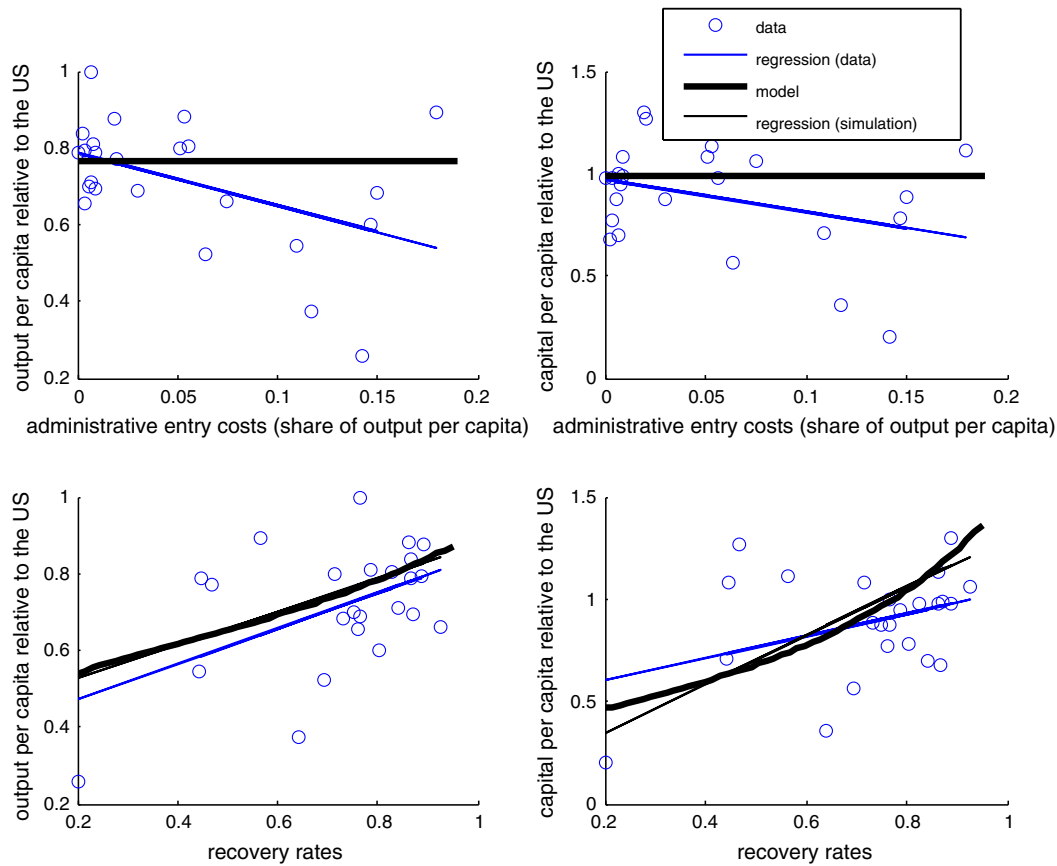 data
regression (data)
model
regression (simulation)
output per capita relative to the US
1
0.8
0.6
0.4
0.2
0 0.05 0.1 0.15 0.2
administrative entry costs (share of output per capita)
capital per capita relative to the US
1.5
1
0.5
0
0 0.05 0.1 0.15 0.2
administrative entry costs (share of output per capita)
output per capita relative to the US
1
0.8
0.6
0.4
0.2
0.2 0.4 0.6 0.8 1
recovery rates
capital per capita relative to the US
1.5
1
0.5
0
0.2 0.4 0.6 0.8 1
recovery rates